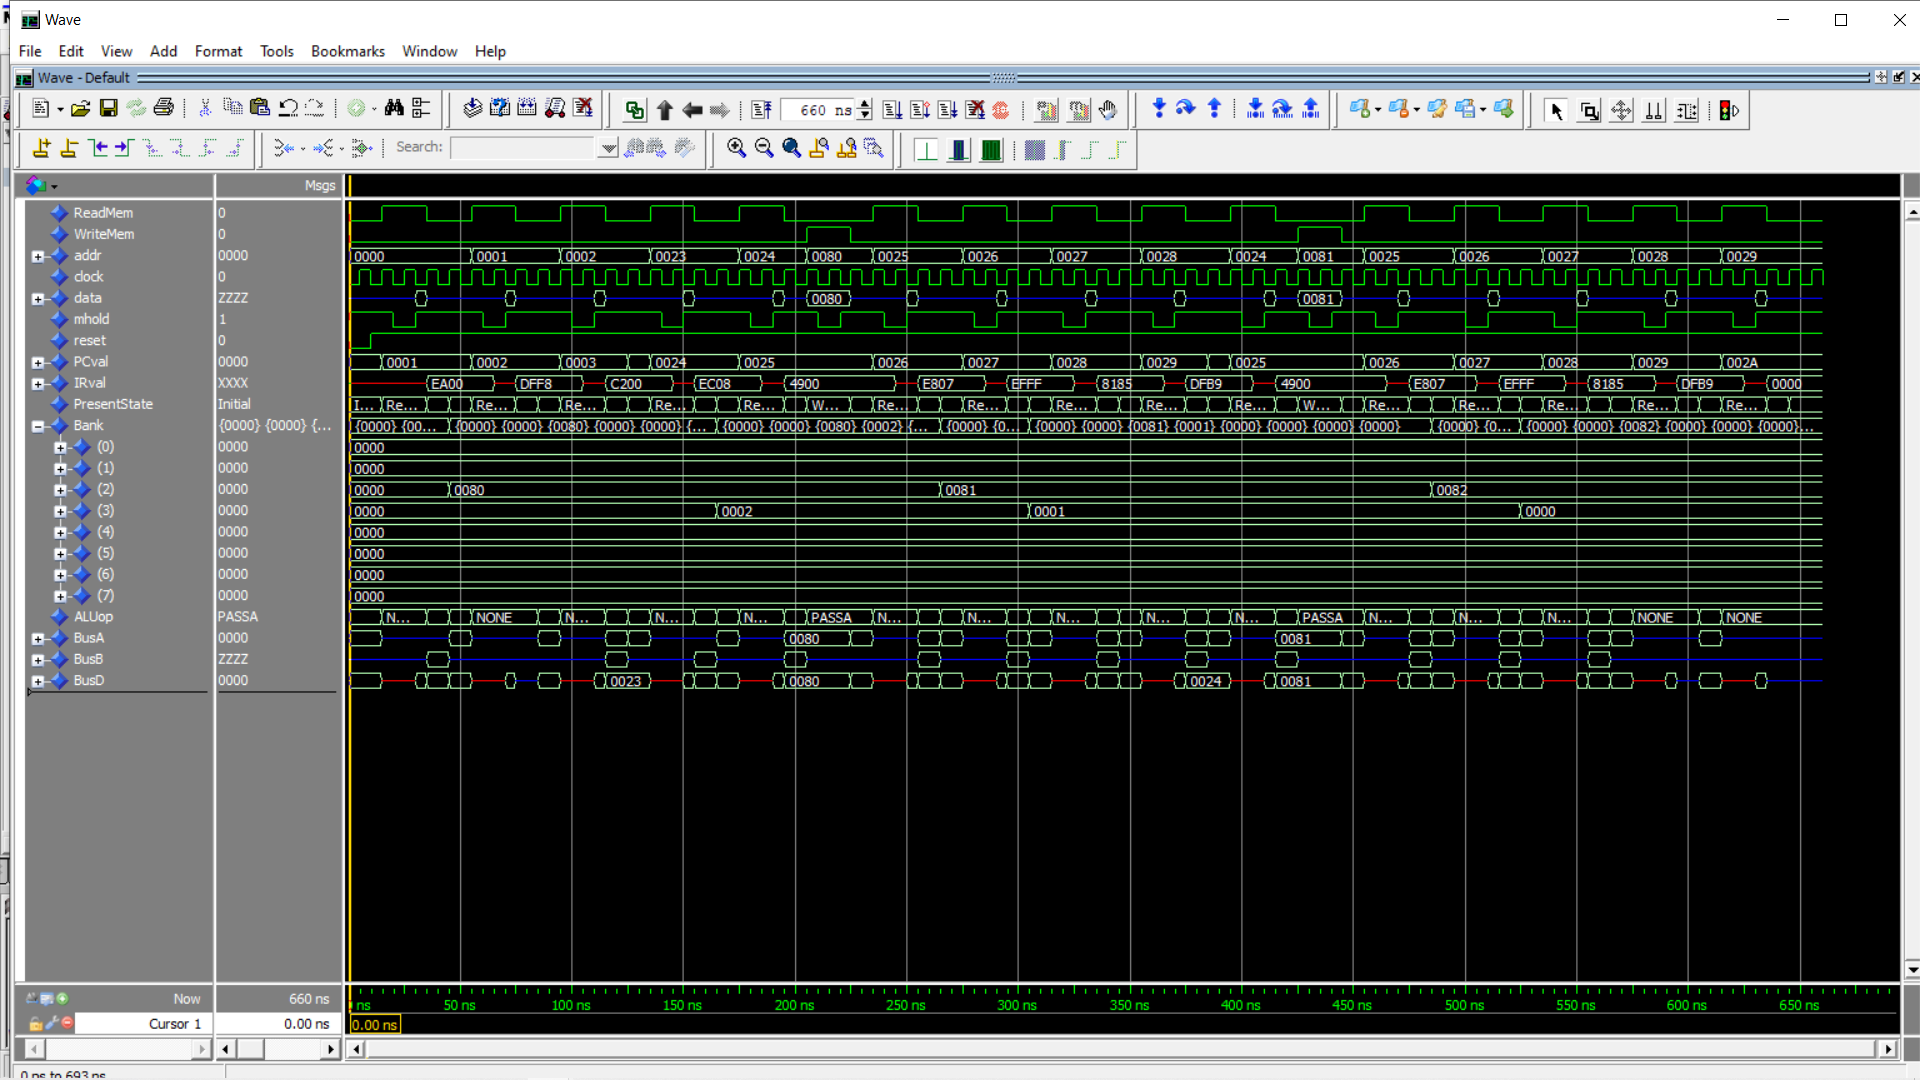 Wave
File Edit View Add Format Tools Bookmarks Window Help
Wave - Default
660 ns
Search:
Msgs
ReadMem 0
WriteMem 0
addr 0000 0000 0001 0002 0023 0024 0080 0025 0026 0027 0028 0024 0081 0025 0026 0027 0028 0029
clock 0
data ZZZZ 0080 0081
mhold 1
reset 0
PCval 0000 0001 0002 0003 0024 0025 0026 0027 0028 0029 0025 0026 0027 0028 0029 002A
IRval XXXX EA00 DFF8 C200 EC08 4900 E807 EFFF 8185 DFB9 4900 E807 EFFF 8185 DFB9 0000
PresentState Initial I... Re... Re... Re... Re... Re... W... Re... Re... Re... Re... Re... W... Re... Re... Re... Re... Re...
Bank {0000} {0000} {... {0000} {00... {0000} {0000} {0080} {0000} {0000} {... {0000} {0000} {0080} {0002} {... {0000} {0... {0000} {0000} {0081} {0001} {0000} {0000} {0000} {0000} {0000} {0... {0000} {0000} {0082} {0000} {0000} {0000}...
(0) 0000 0000
(1) 0000 0000
(2) 0000 0000 0080 0081 0082
(3) 0000 0000 0002 0001 0000
(4) 0000 0000
(5) 0000 0000
(6) 0000 0000
(7) 0000 0000
ALUop PASSA N... NONE N... N... N... PASSA N... N... N... N... N... PASSA N... N... N... NONE NONE
BusA 0000 0080 0081
BusB ZZZZ
BusD 0000 0023 0080 0024 0081
Now 660 ns ns 50 ns 100 ns 150 ns 200 ns 250 ns 300 ns 350 ns 400 ns 450 ns 500 ns 550 ns 600 ns 650 ns
Cursor 1 0.00 ns 0.00 ns
0 ns to 693 ns